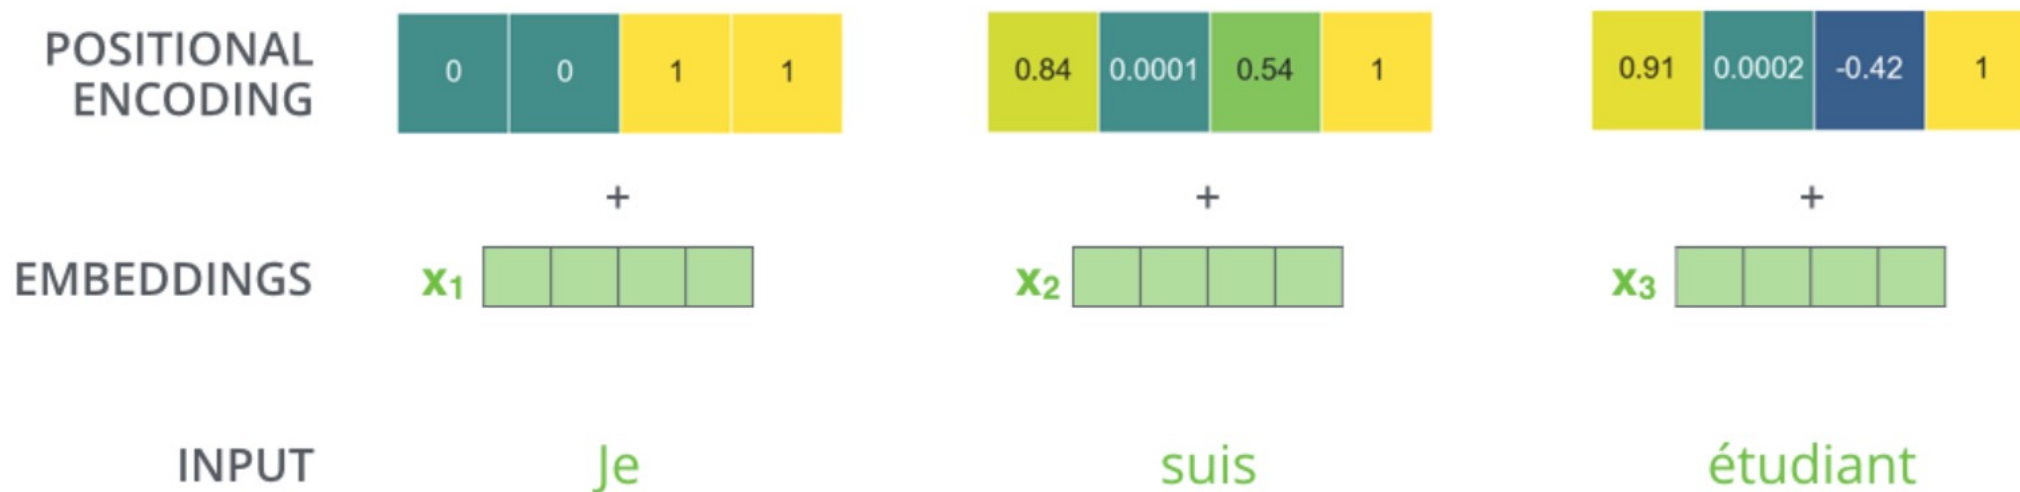 POSITIONAL
ENCODING
0 0 1 1
0.84 0.0001 0.54 1
0.91 0.0002 -0.42 1
+ + +
EMBEDDINGS
x1
x2
x3
INPUT
Je
suis
étudiant